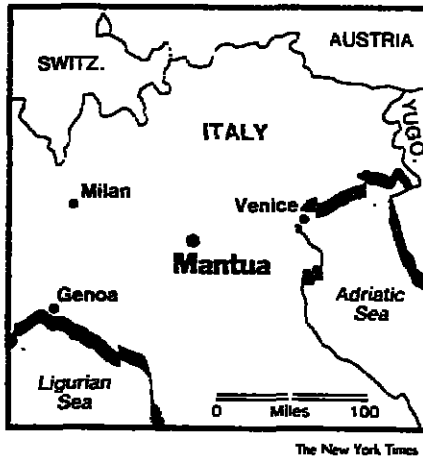 AUSTRIA
SWITZ.
YUGO.
ITALY
Milan
Venice
Mantua
Genoa
Adriatic
Sea
Ligurian
Sea
0 Miles 100
The New York Times